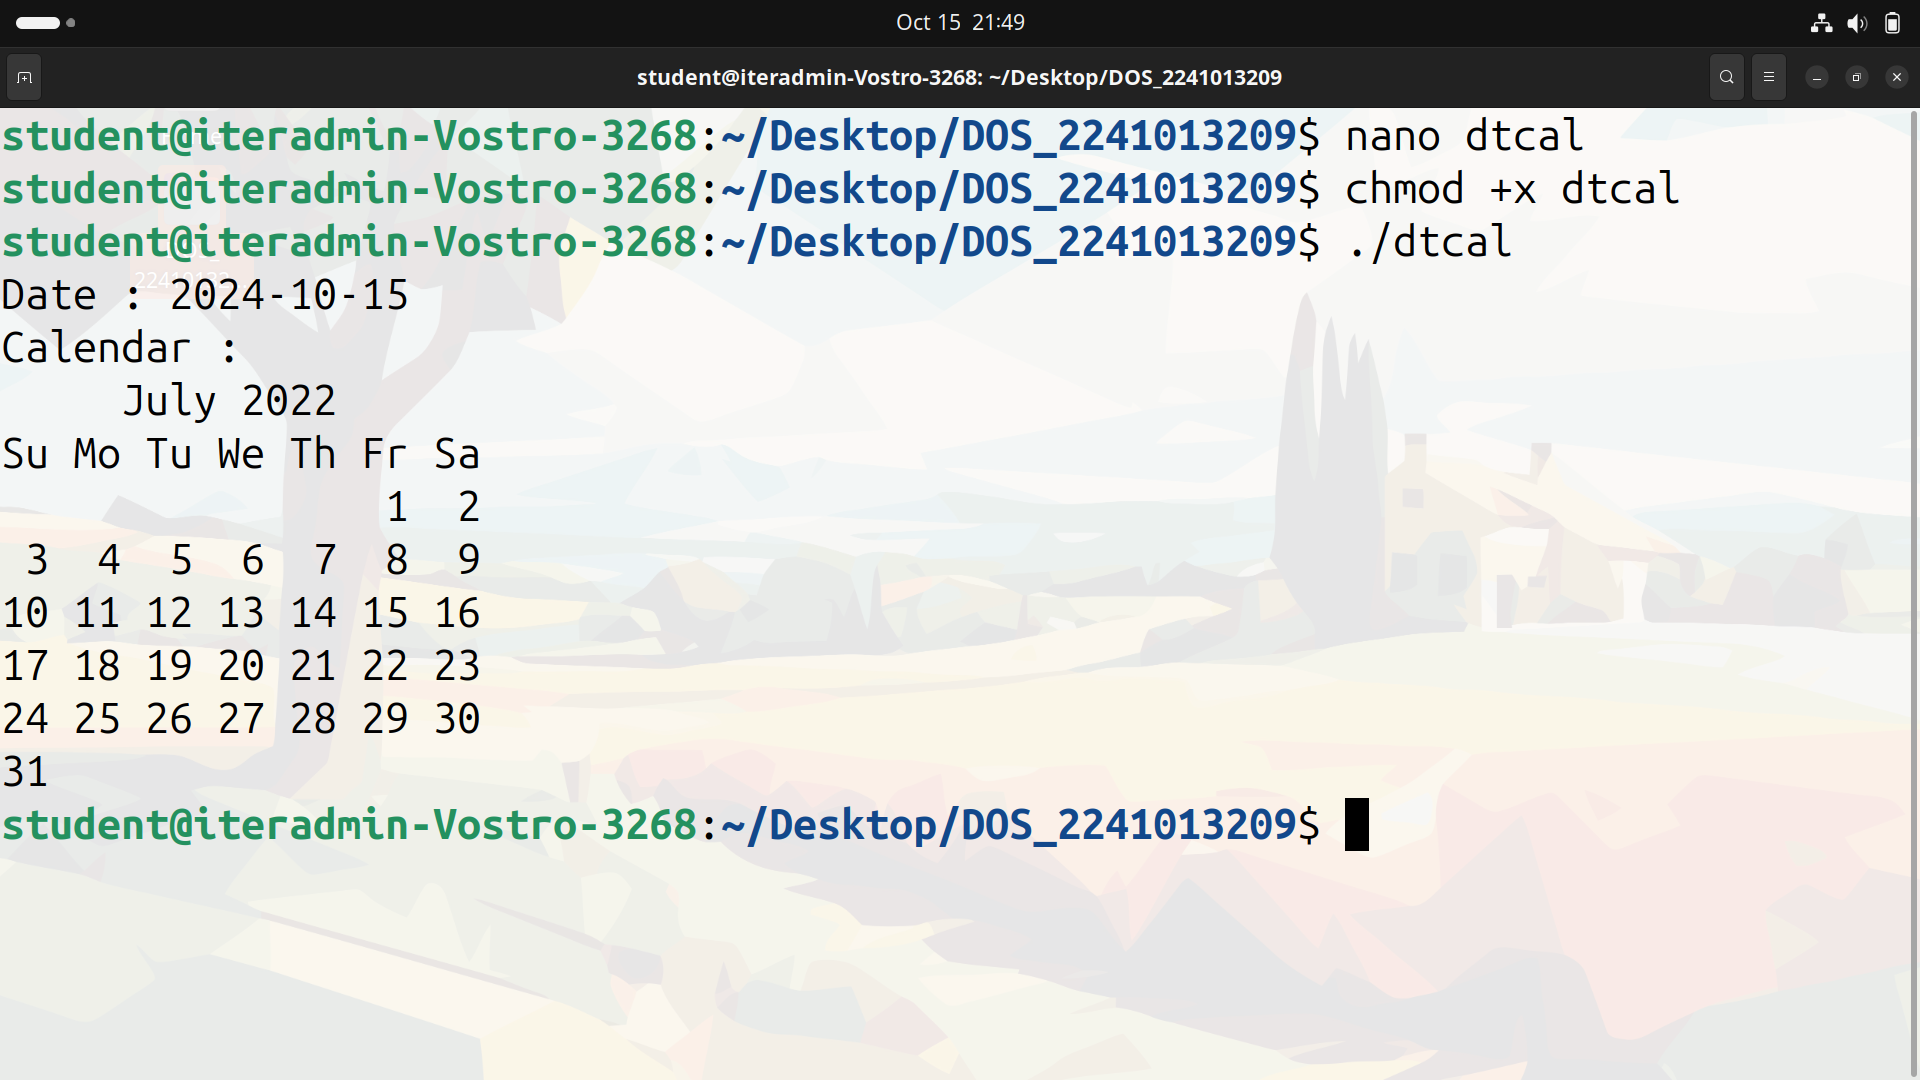 Oct 15 21:49
student@iteradmin-Vostro-3268: ~/Desktop/DOS_2241013209
student@iteradmin-Vostro-3268:~/Desktop/DOS_2241013209$ nano dtcal
student@iteradmin-Vostro-3268:~/Desktop/DOS_2241013209$ chmod +x dtcal
student@iteradmin-Vostro-3268:~/Desktop/DOS_2241013209$ ./dtcal
Date : 2024-10-15
Calendar :
     July 2022
Su Mo Tu We Th Fr Sa
                1  2
 3  4  5  6  7  8  9
10 11 12 13 14 15 16
17 18 19 20 21 22 23
24 25 26 27 28 29 30
31
student@iteradmin-Vostro-3268:~/Desktop/DOS_2241013209$